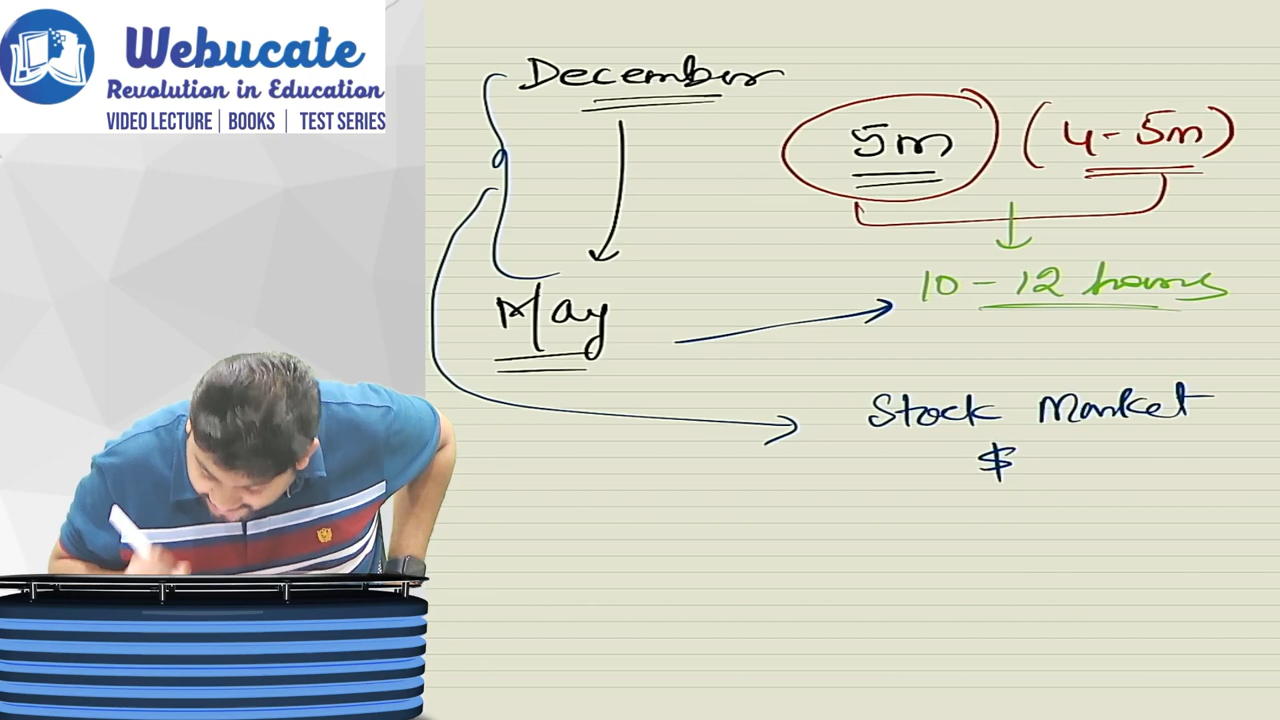 Webucate
Revolution in Education
VIDEO LECTURE | BOOKS | TEST SERIES
December
5m (4-5m)
10-12 hours
May
Stock Market
$